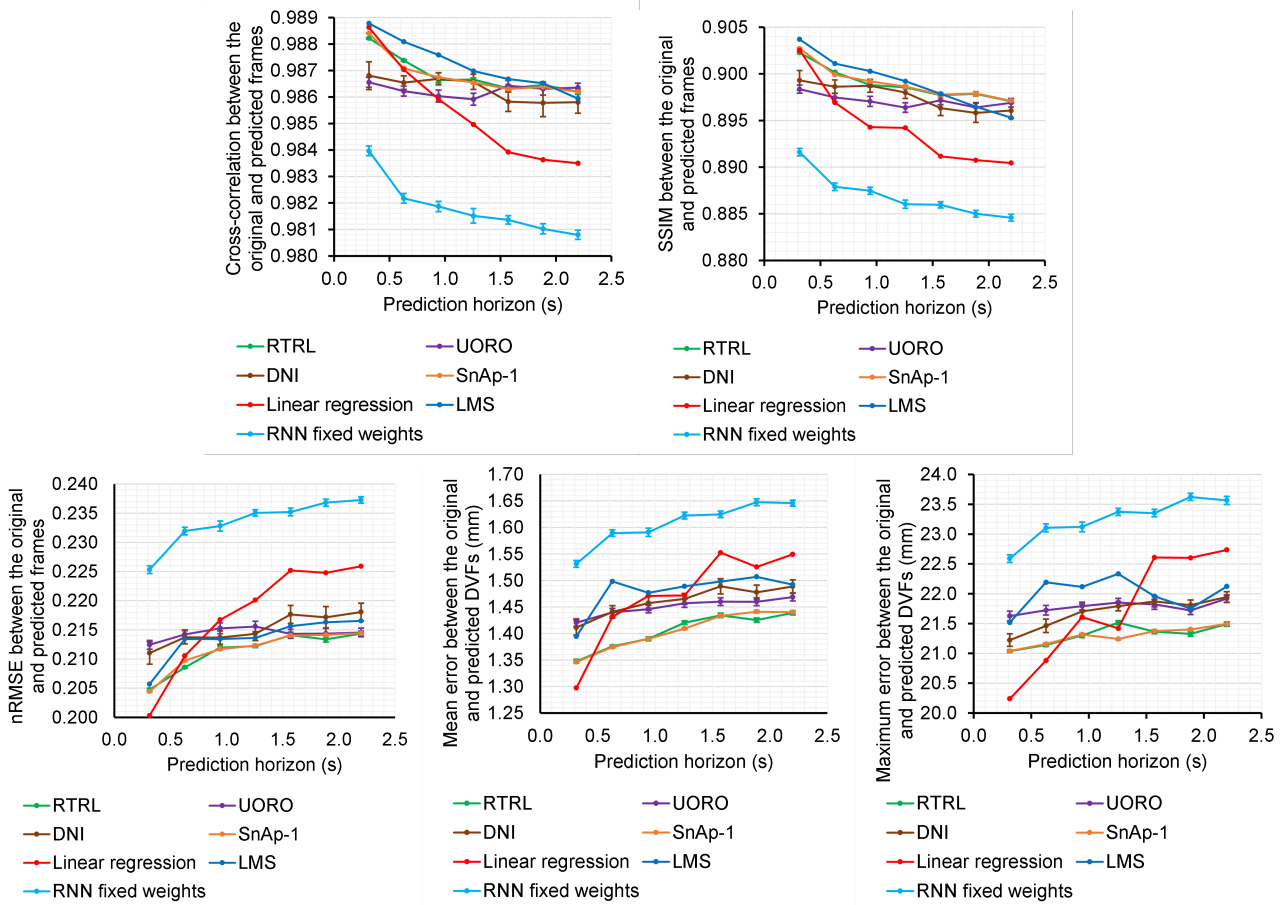 Cross-correlation between the
original and predicted frames
0.989
0.988
0.987
0.986
0.985
0.984
0.983
0.982
0.981
0.980
0.0 0.5 1.0 1.5 2.0 2.5
Prediction horizon (s)
RTRL UORO
DNI SnAp-1
Linear regression LMS
RNN fixed weights
SSIM between the original
and predicted frames
0.905
0.900
0.895
0.890
0.885
0.880
0.0 0.5 1.0 1.5 2.0 2.5
Prediction horizon (s)
RTRL UORO
DNI SnAp-1
Linear regression LMS
RNN fixed weights
nRMSE between the original
and predicted frames
0.240
0.235
0.230
0.225
0.220
0.215
0.210
0.205
0.200
0.0 0.5 1.0 1.5 2.0 2.5
Prediction horizon (s)
RTRL UORO
DNI SnAp-1
Linear regression LMS
RNN fixed weights
Mean error between the original
and predicted DVFs (mm)
1.70
1.65
1.60
1.55
1.50
1.45
1.40
1.35
1.30
1.25
0.0 0.5 1.0 1.5 2.0 2.5
Prediction horizon (s)
RTRL UORO
DNI SnAp-1
Linear regression LMS
RNN fixed weights
Maximum error between the original
and predicted DVFs (mm)
24.0
23.5
23.0
22.5
22.0
21.5
21.0
20.5
20.0
0.0 0.5 1.0 1.5 2.0 2.5
Prediction horizon (s)
RTRL UORO
DNI SnAp-1
Linear regression LMS
RNN fixed weights